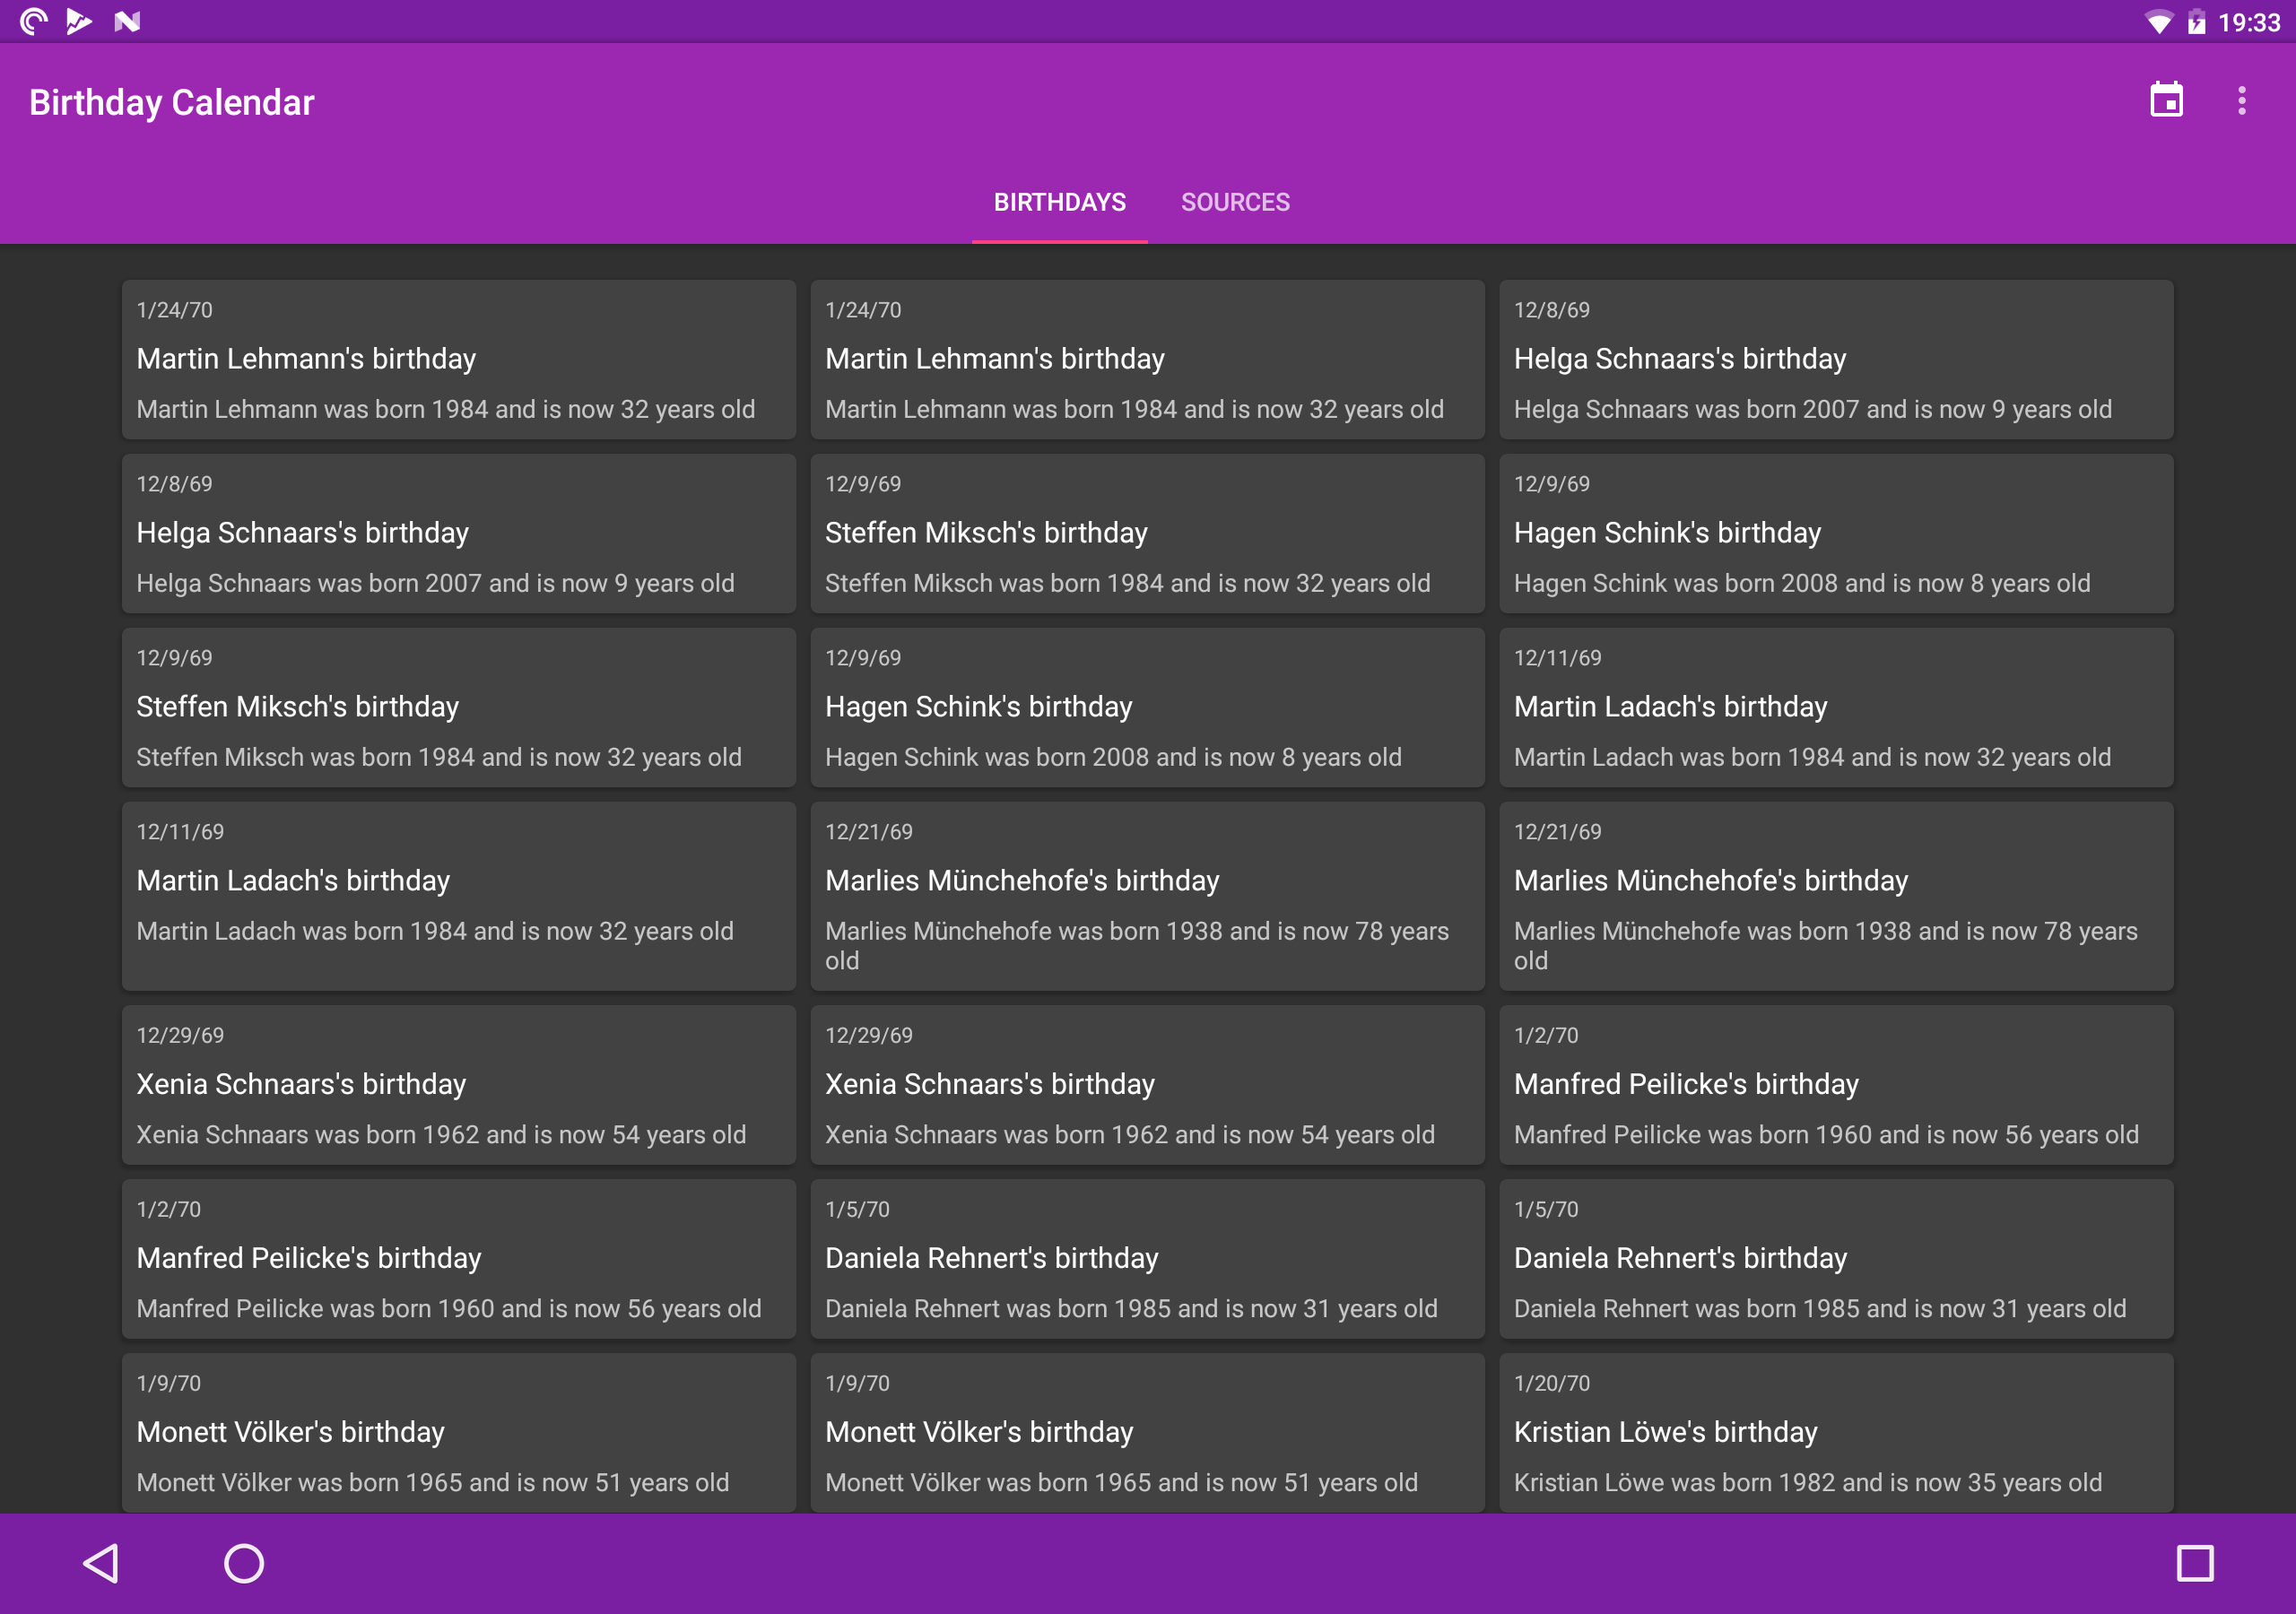 19:33
Birthday Calendar
BIRTHDAYS
SOURCES
1/24/70
Martin Lehmann's birthday
Martin Lehmann was born 1984 and is now 32 years old
1/24/70
Martin Lehmann's birthday
Martin Lehmann was born 1984 and is now 32 years old
12/8/69
Helga Schnaars's birthday
Helga Schnaars was born 2007 and is now 9 years old
12/8/69
Helga Schnaars's birthday
Helga Schnaars was born 2007 and is now 9 years old
12/9/69
Steffen Miksch's birthday
Steffen Miksch was born 1984 and is now 32 years old
12/9/69
Hagen Schink's birthday
Hagen Schink was born 2008 and is now 8 years old
12/9/69
Steffen Miksch's birthday
Steffen Miksch was born 1984 and is now 32 years old
12/9/69
Hagen Schink's birthday
Hagen Schink was born 2008 and is now 8 years old
12/11/69
Martin Ladach's birthday
Martin Ladach was born 1984 and is now 32 years old
12/11/69
Martin Ladach's birthday
Martin Ladach was born 1984 and is now 32 years old
12/21/69
Marlies Münchehofe's birthday
Marlies Münchehofe was born 1938 and is now 78 years
old
12/21/69
Marlies Münchehofe's birthday
Marlies Münchehofe was born 1938 and is now 78 years
old
12/29/69
Xenia Schnaars's birthday
Xenia Schnaars was born 1962 and is now 54 years old
12/29/69
Xenia Schnaars's birthday
Xenia Schnaars was born 1962 and is now 54 years old
1/2/70
Manfred Peilicke's birthday
Manfred Peilicke was born 1960 and is now 56 years old
1/2/70
Manfred Peilicke's birthday
Manfred Peilicke was born 1960 and is now 56 years old
1/5/70
Daniela Rehnert's birthday
Daniela Rehnert was born 1985 and is now 31 years old
1/5/70
Daniela Rehnert's birthday
Daniela Rehnert was born 1985 and is now 31 years old
1/9/70
Monett Völker's birthday
Monett Völker was born 1965 and is now 51 years old
1/9/70
Monett Völker's birthday
Monett Völker was born 1965 and is now 51 years old
1/20/70
Kristian Löwe's birthday
Kristian Löwe was born 1982 and is now 35 years old